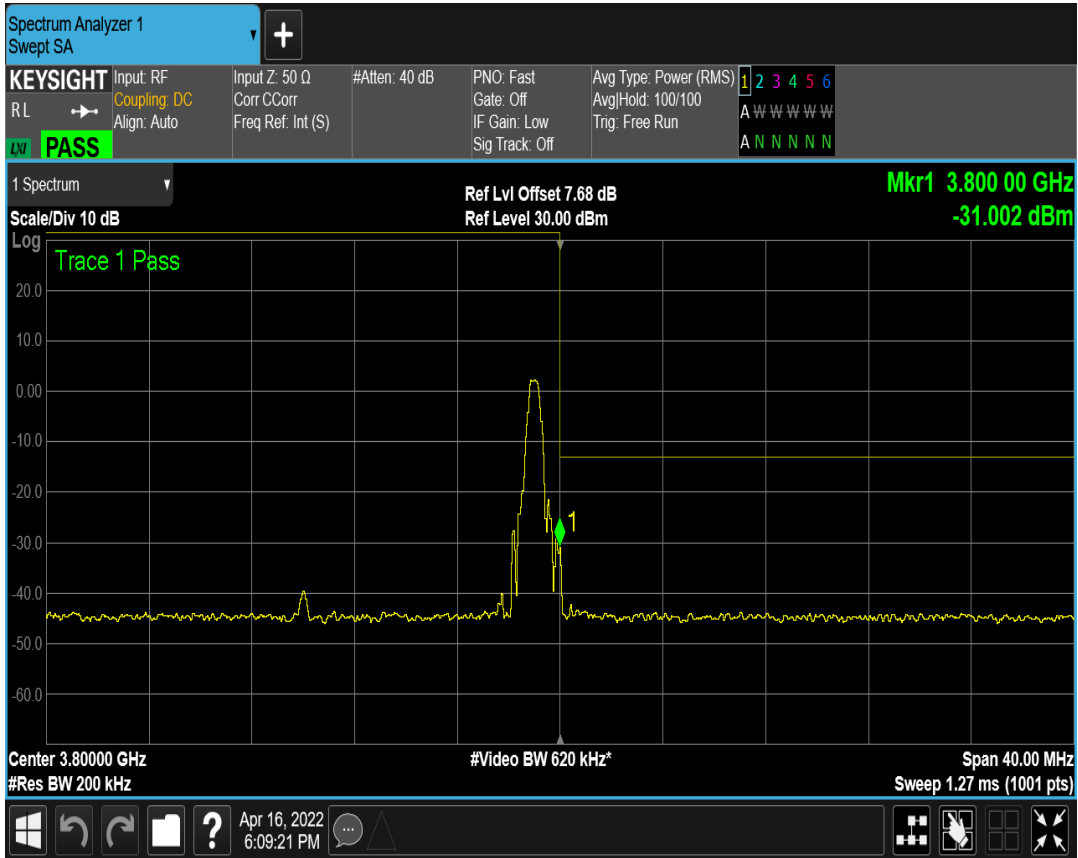 Spectrum Analyzer 1
Swept SA
+
KEYSIGHT
R L
LXI PASS
Input: RF
Coupling: DC
Align: Auto
Input Z: 50 Ω
Corr CCorr
Freq Ref: Int (S)
#Atten: 40 dB
PNO: Fast
Gate: Off
IF Gain: Low
Sig Track: Off
Avg Type: Power (RMS)
Avg|Hold: 100/100
Trig: Free Run
1 2 3 4 5 6
A W W W W W
A N N N N N
1 Spectrum
Scale/Div 10 dB
Log
Ref Lvl Offset 7.68 dB
Ref Level 30.00 dBm
Mkr1 3.800 00 GHz
-31.002 dBm
Trace 1 Pass
20.0
10.0
0.00
-10.0
-20.0
-30.0
-40.0
-50.0
-60.0
1
Center 3.80000 GHz
#Res BW 200 kHz
#Video BW 620 kHz*
Span 40.00 MHz
Sweep 1.27 ms (1001 pts)
?
Apr 16, 2022
6:09:21 PM